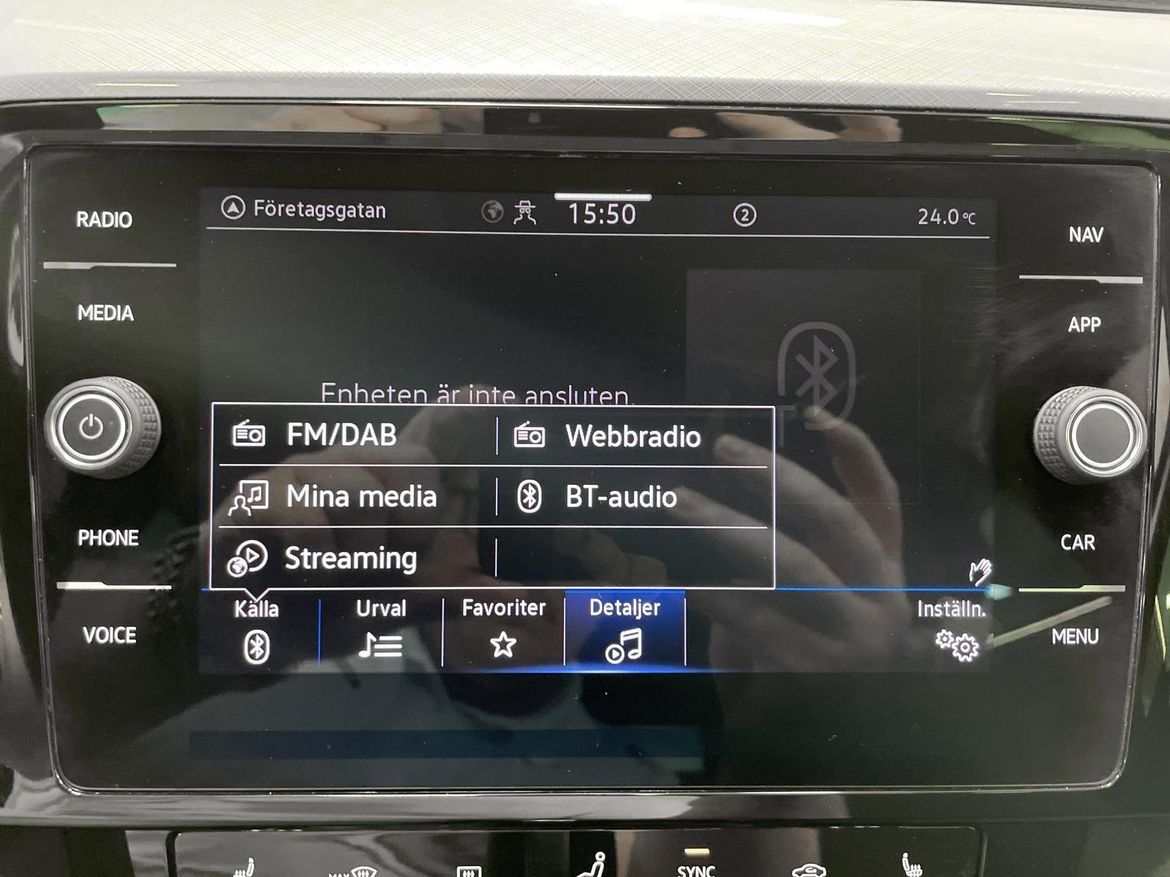 RADIO
MEDIA
PHONE
VOICE
Företagsgatan
15:50
2
24.0°C
Enheten är inte ansluten.
FM/DAB
Webbradio
Mina media
BT-audio
Streaming
Källa
Urval
Favoriter
Detaljer
Inställn.
NAV
APP
CAR
MENU
MAX
SYNC